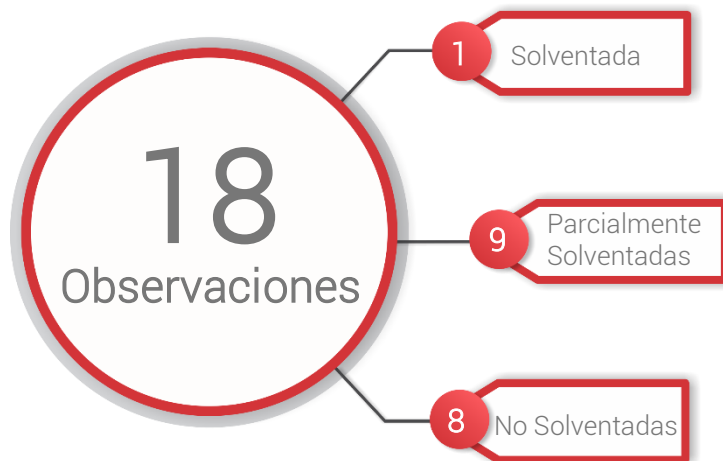 18
Observaciones
1
Solventada
9
Parcialmente
Solventadas
8
No Solventadas